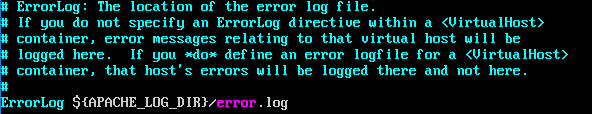 # ErrorLog: The location of the error log file.
# If you do not specify an ErrorLog directive within a <VirtualHost>
# container, error messages relating to that virtual host will be
# logged here.  If you *do* define an error logfile for a <VirtualHost>
# container, that host's errors will be logged there and not here.
#
ErrorLog ${APACHE_LOG_DIR}/error.log